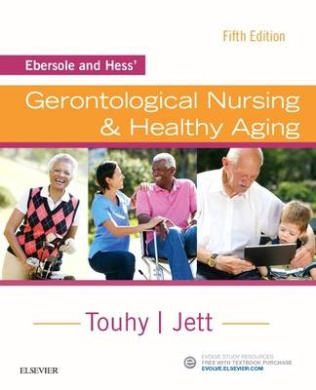 Fifth Edition
Ebersole and Hess'
Gerontological Nursing
& Healthy Aging
Touhy | Jett
ELSEVIER
EVOLVE STUDY RESOURCES
FREE WITH TEXTBOOK PURCHASE
EVOLVE.ELSEVIER.COM